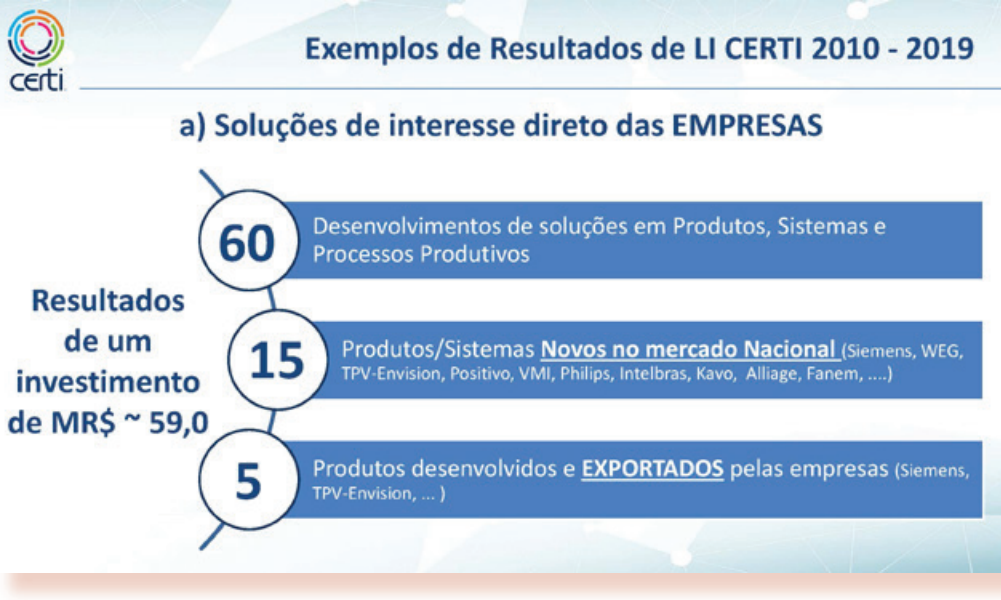 certi
Exemplos de Resultados de LI CERTI 2010 - 2019
a) Soluções de interesse direto das EMPRESAS
Resultados
de um
investimento
de MR$ ~ 59,0
60
Desenvolvimentos de soluções em Produtos, Sistemas e
Processos Produtivos
15
Produtos/Sistemas Novos no mercado Nacional (Siemens, WEG,
TPV-Envision, Positivo, VMI, Philips, Intelbras, Kavo, Alliage, Fanem, ....)
5
Produtos desenvolvidos e EXPORTADOS pelas empresas (Siemens,
TPV-Envision, ... )